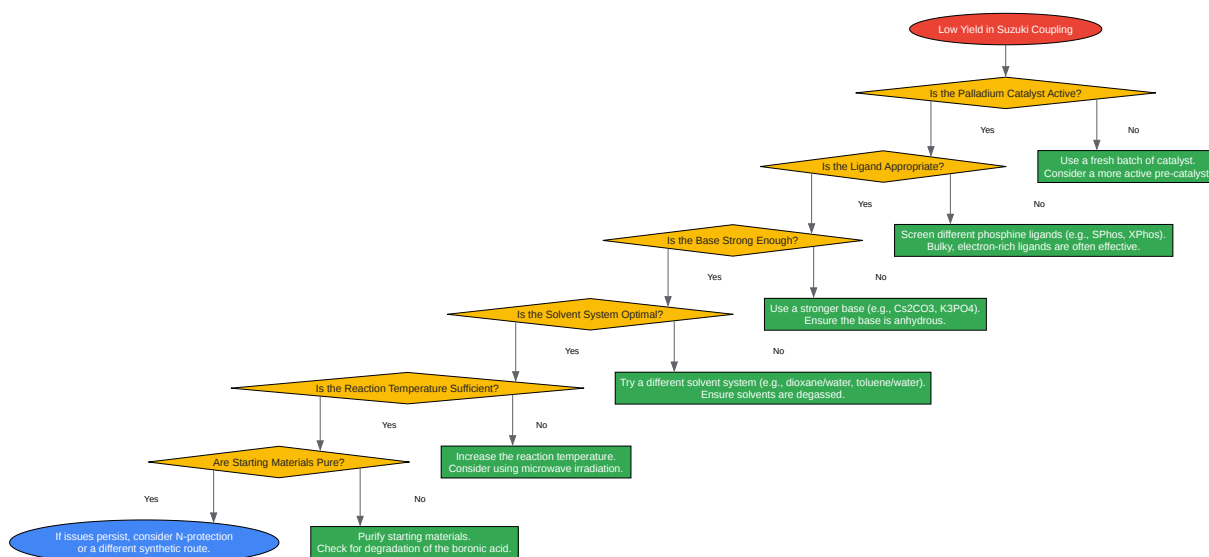 Low Yield in Suzuki Coupling
Is the Palladium Catalyst Active?
Yes
No
Is the Ligand Appropriate?
Use a fresh batch of catalyst.
Consider a more active pre-catalyst
Yes
No
Is the Base Strong Enough?
Screen different phosphine ligands (e.g., SPhos, XPhos).
Bulky, electron-rich ligands are often effective.
Yes
No
Is the Solvent System Optimal?
Use a stronger base (e.g., Cs2CO3, K3PO4).
Ensure the base is anhydrous.
Yes
No
Is the Reaction Temperature Sufficient?
Try a different solvent system (e.g., dioxane/water, toluene/water).
Ensure solvents are degassed.
Yes
No
Are Starting Materials Pure?
Increase the reaction temperature.
Consider using microwave irradiation.
Yes
No
If issues persist, consider N-protection
or a different synthetic route.
Purify starting materials.
Check for degradation of the boronic acid.